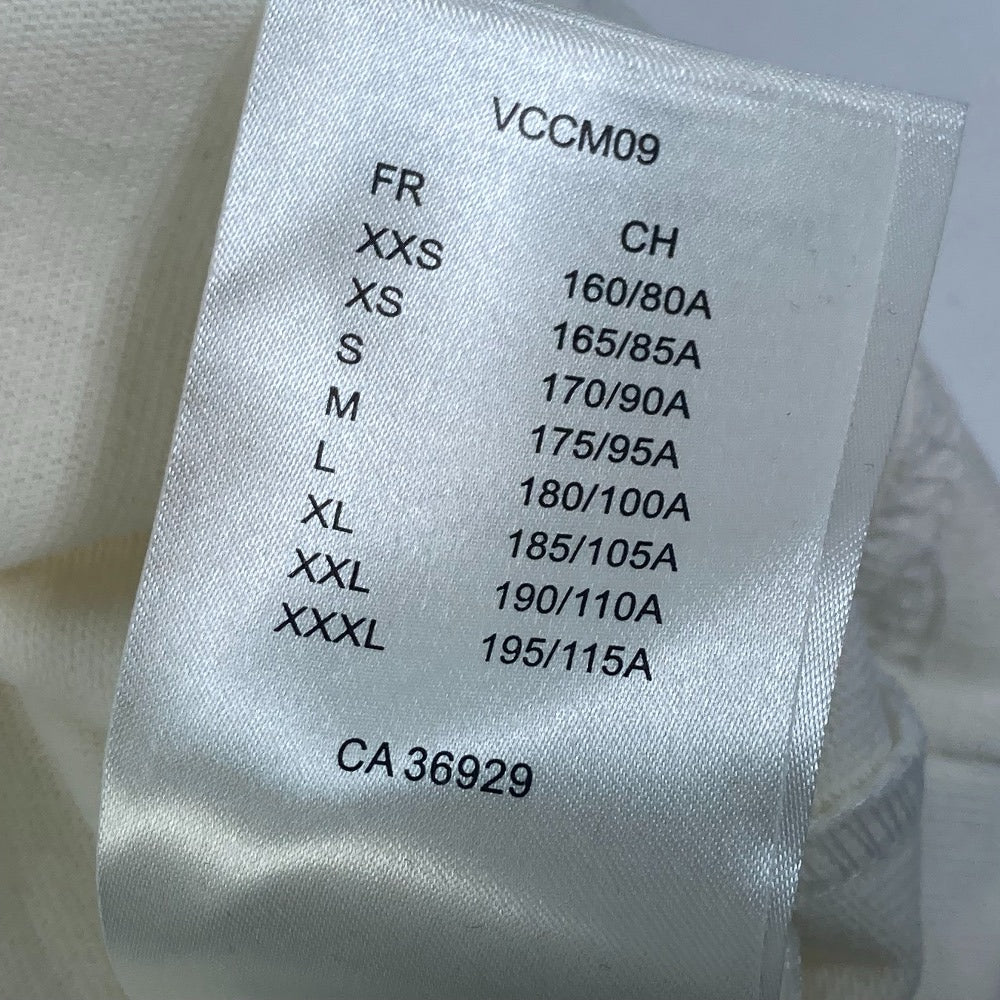 VCCM09
FR CH
XXS 160/80A
XS 165/85A
S 170/90A
M 175/95A
L 180/100A
XL 185/105A
XXL 190/110A
XXXL 195/115A
CA 36929